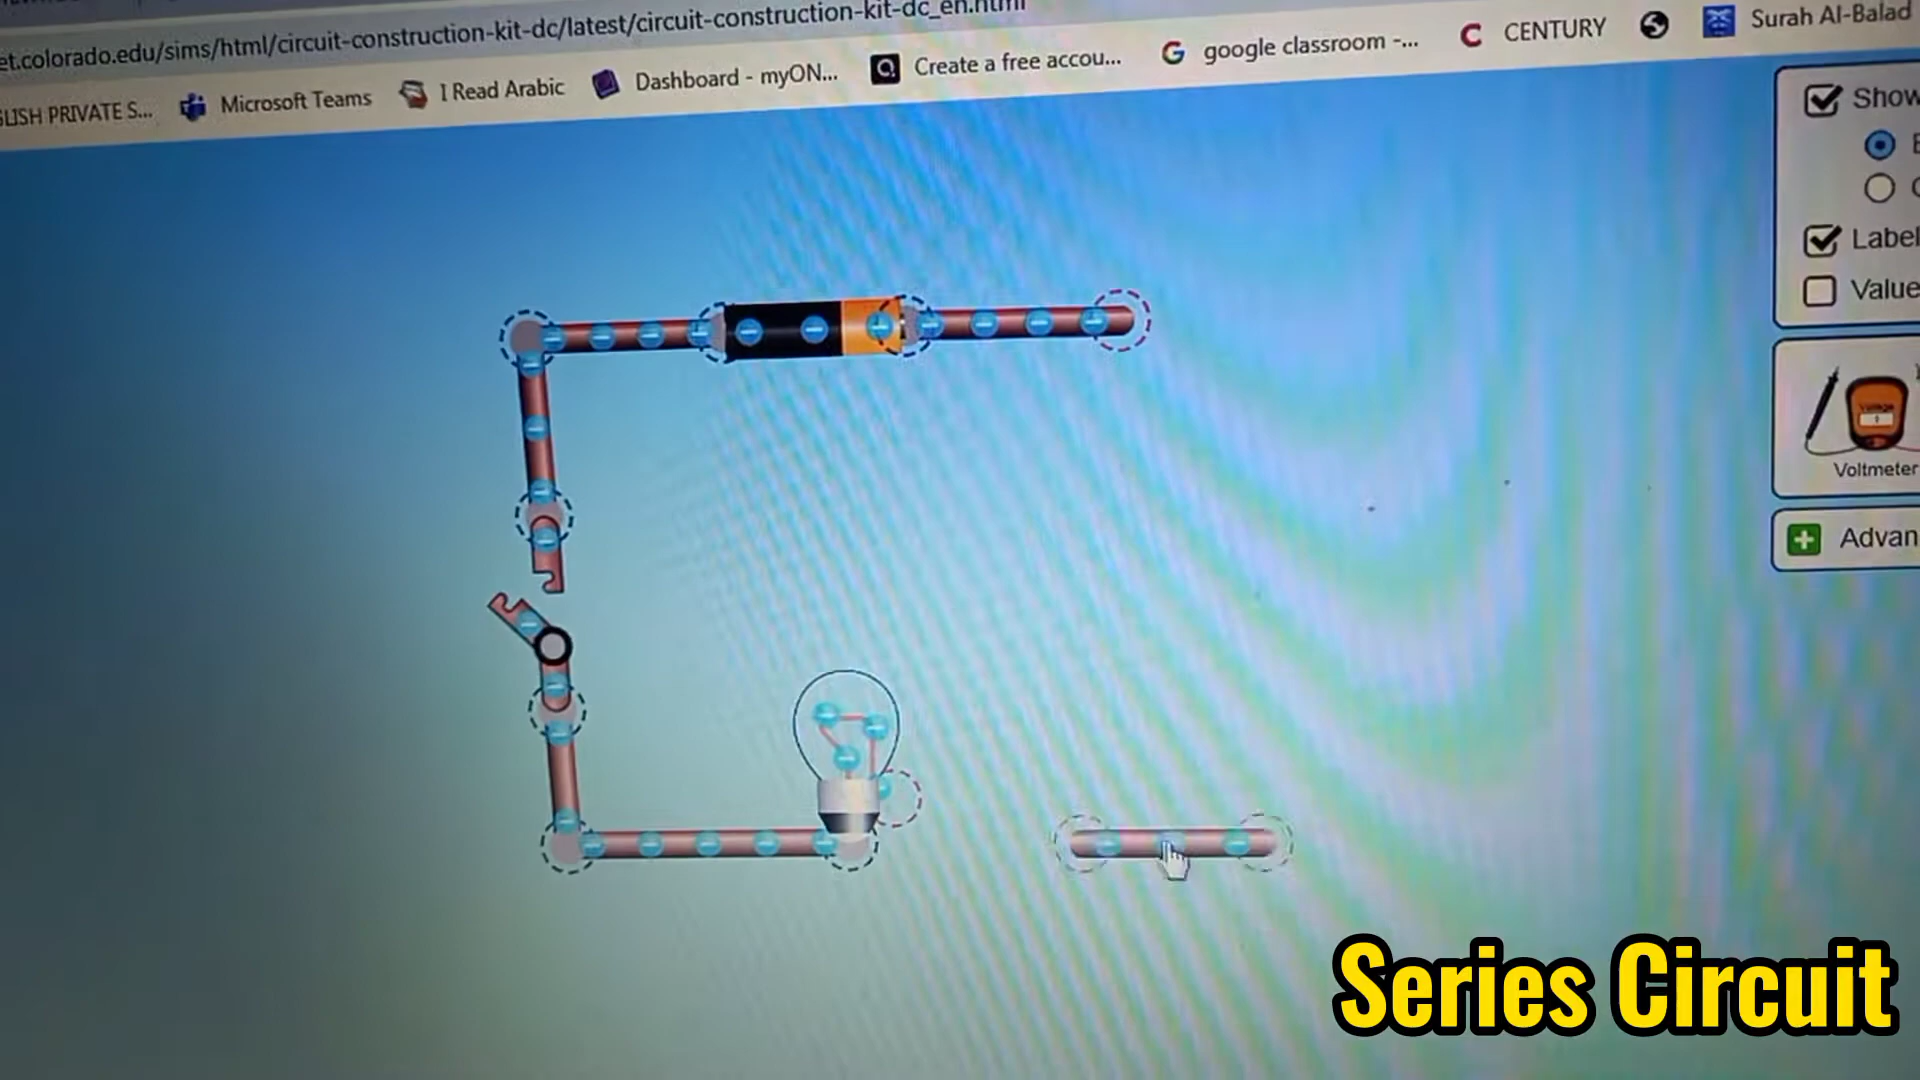 et.colorado.edu/sims/html/circuit-construction-kit-dc/latest/circuit-construction-kit-dc_en.html
GLISH PRIVATE S... Microsoft Teams I Read Arabic Dashboard - myON... Create a free accou... google classroom -... CENTURY Surah Al-Balad
Show
Label
Value
Voltage
Voltmeter
Advan
Series Circuit